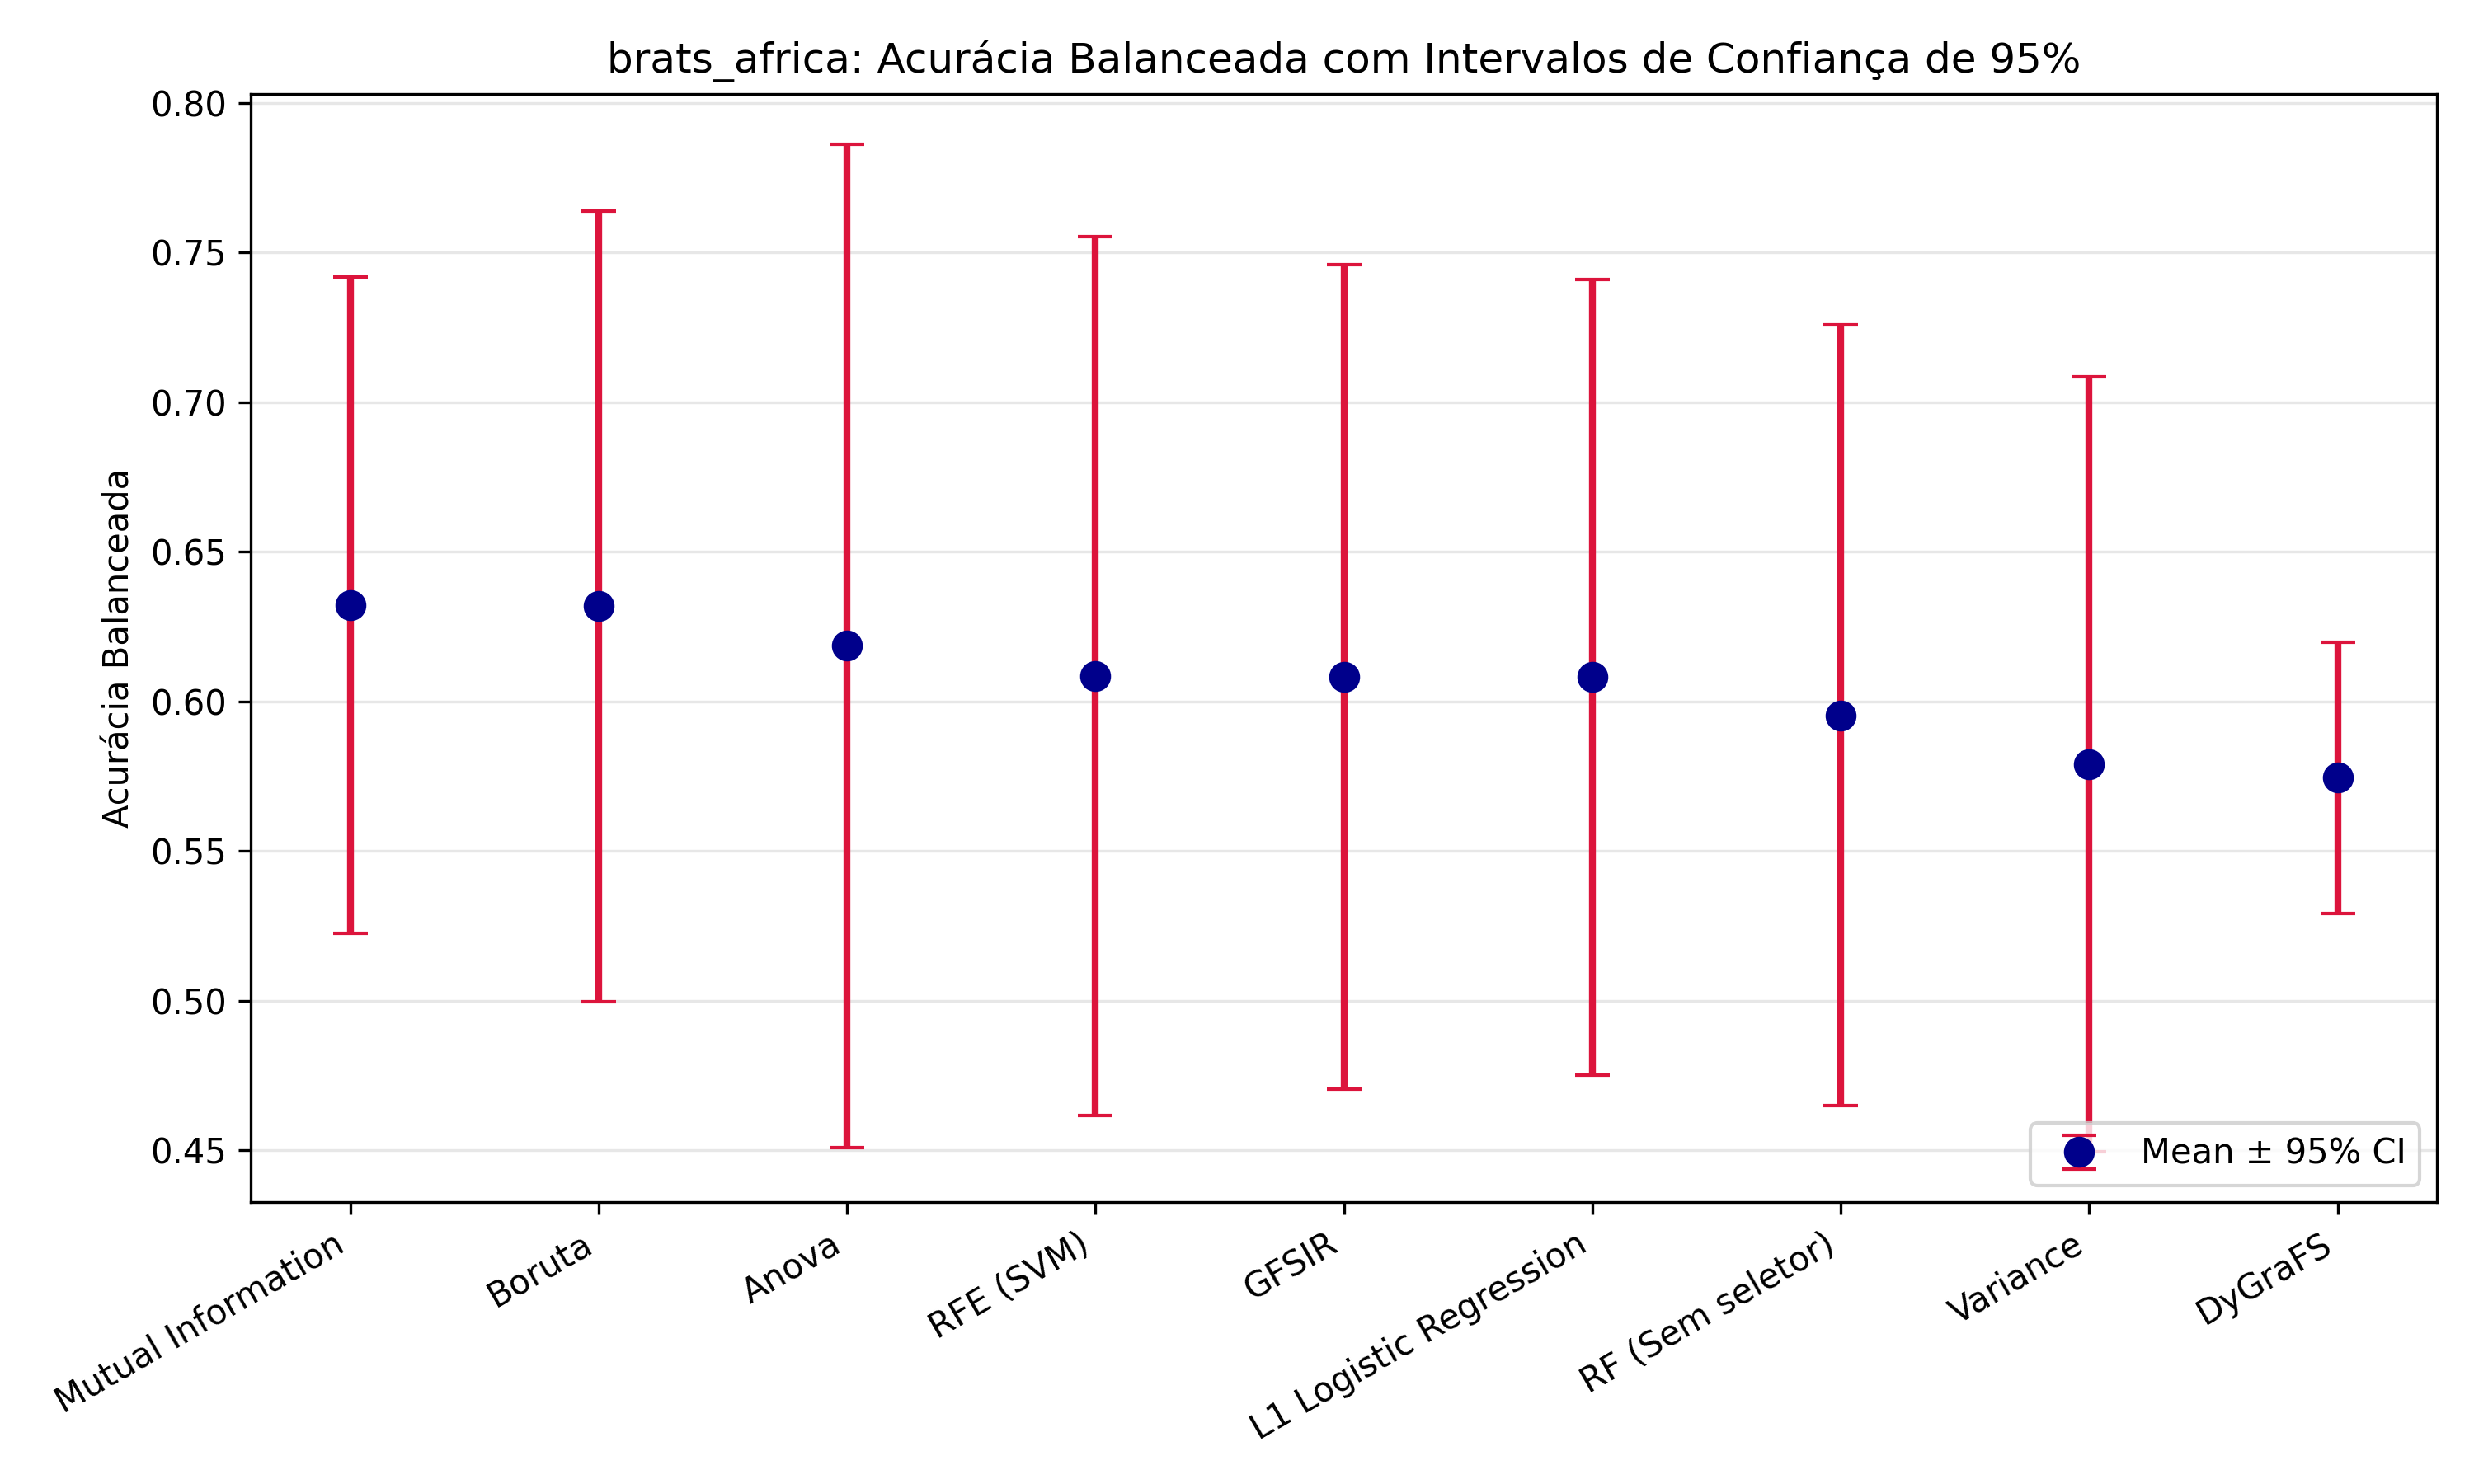 brats_africa: Acurácia Balanceada com Intervalos de Confiança de 95%
Acurácia Balanceada
0.80
0.75
0.70
0.65
0.60
0.55
0.50
0.45
Mean ± 95% CI
Mutual Information
Boruta
Anova
RFE (SVM)
GFSIR
L1 Logistic Regression
RF (Sem seletor)
Variance
DyGraFS